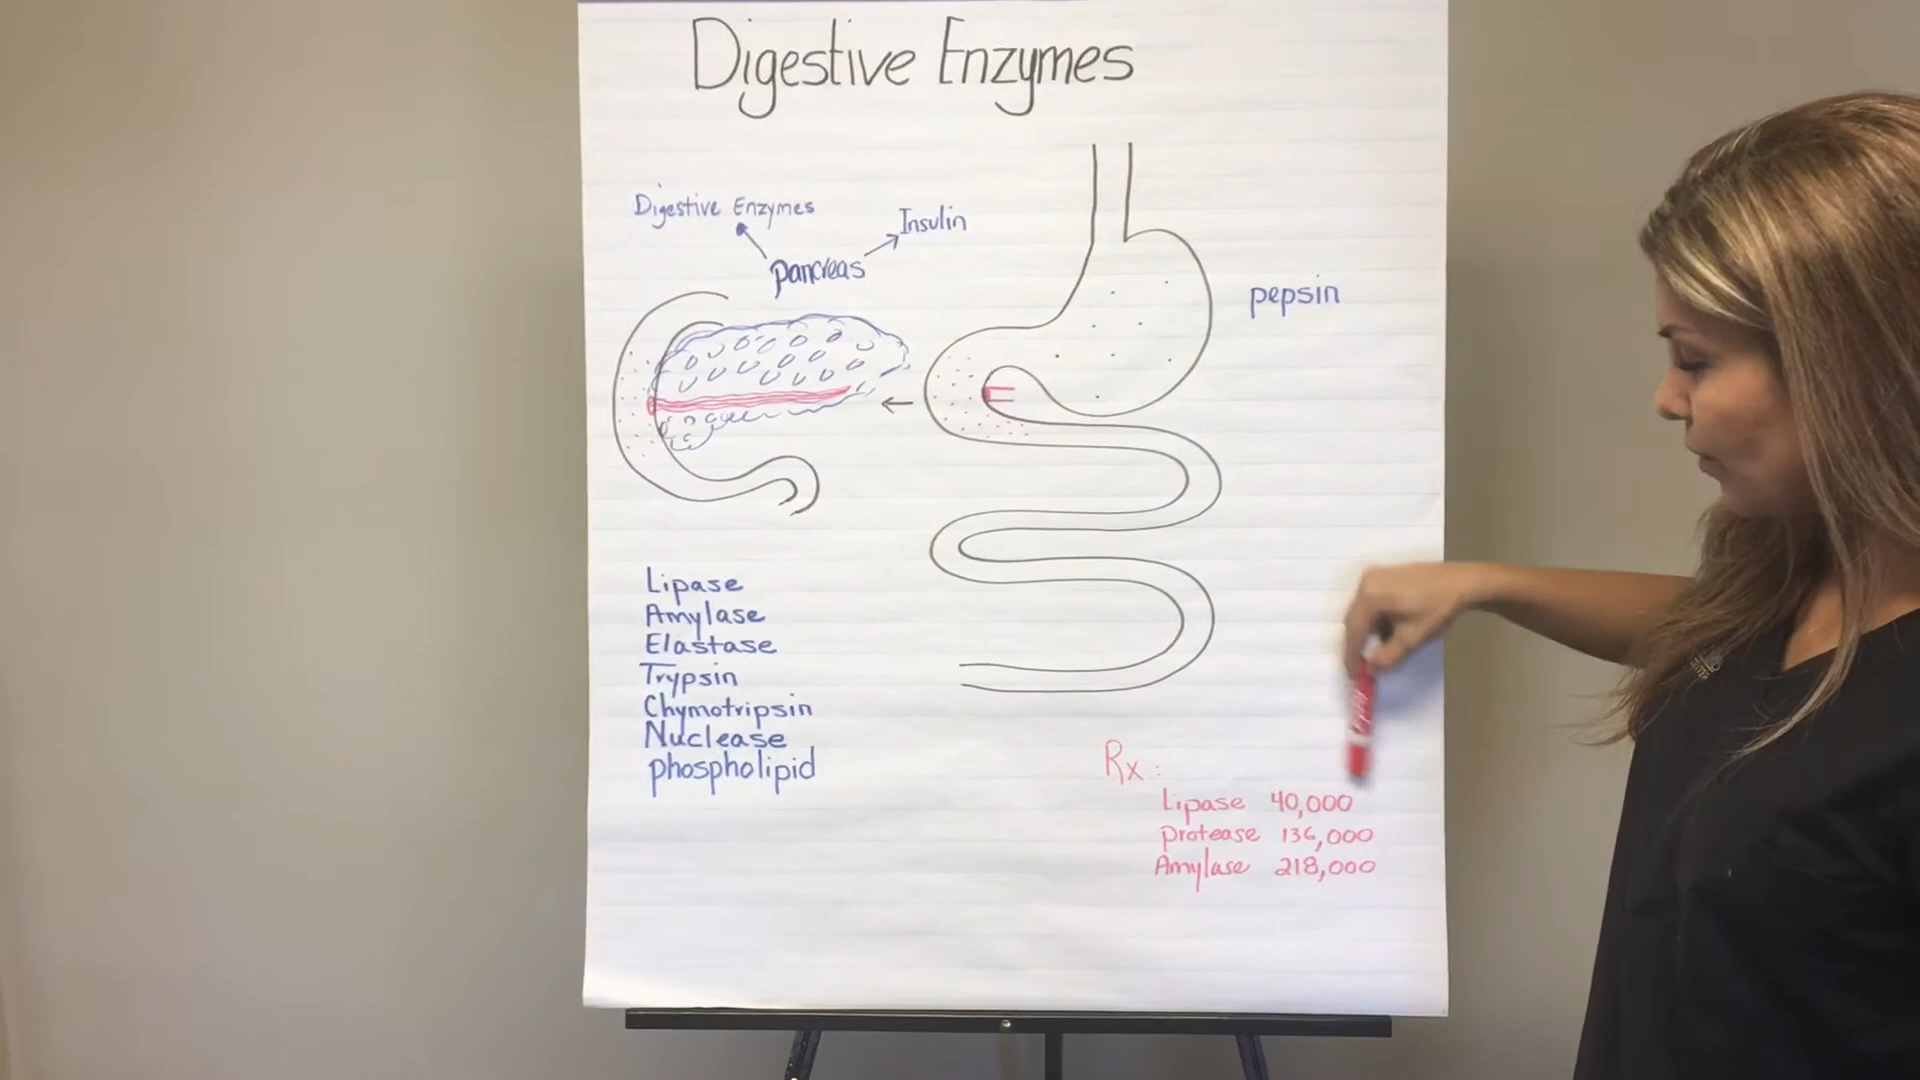 Digestive Enzymes
Digestive Enzymes
Insulin
pancreas
pepsin
Lipase
Amylase
Elastase
Trypsin
Chymotripsin
Nuclease
phospholipid
Rx:
Lipase 40,000
protease 136,000
Amylase 218,000